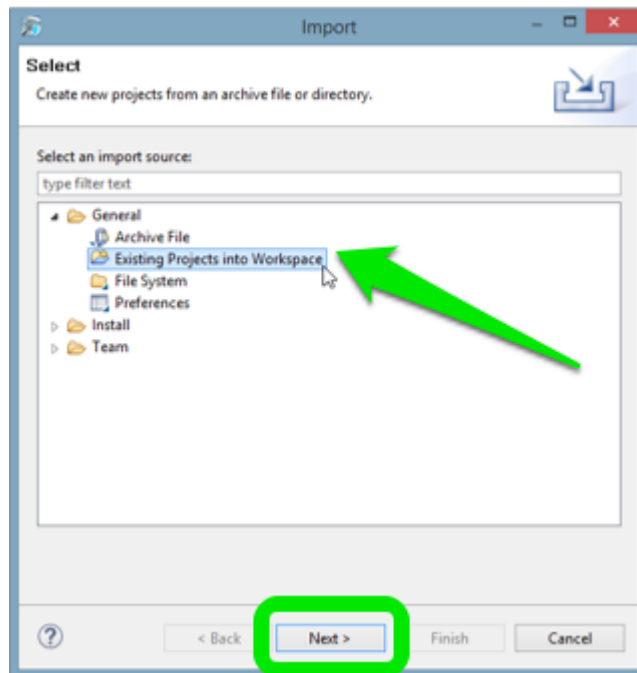 Import
Select
Create new projects from an archive file or directory.
Select an import source:
type filter text
General
Archive File
Existing Projects into Workspace
File System
Preferences
Install
Team
? < Back Next > Finish Cancel